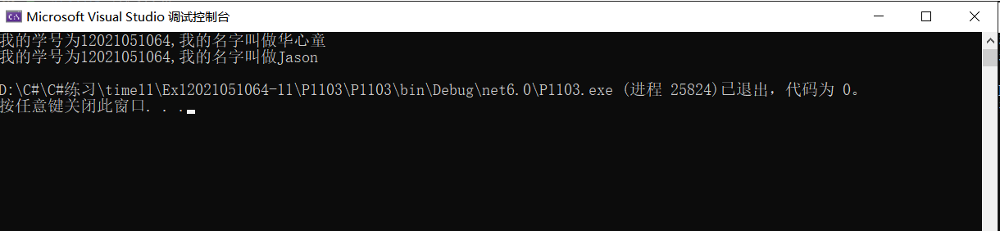 Microsoft Visual Studio 调试控制台
我的学号为12021051064,我的名字叫做华心童
我的学号为12021051064,我的名字叫做Jason
D:\C#\C#练习\time11\Ex12021051064-11\P1103\P1103\bin\Debug\net6.0\P1103.exe (进程 25824)已退出，代码为 0。
按任意键关闭此窗口. . .